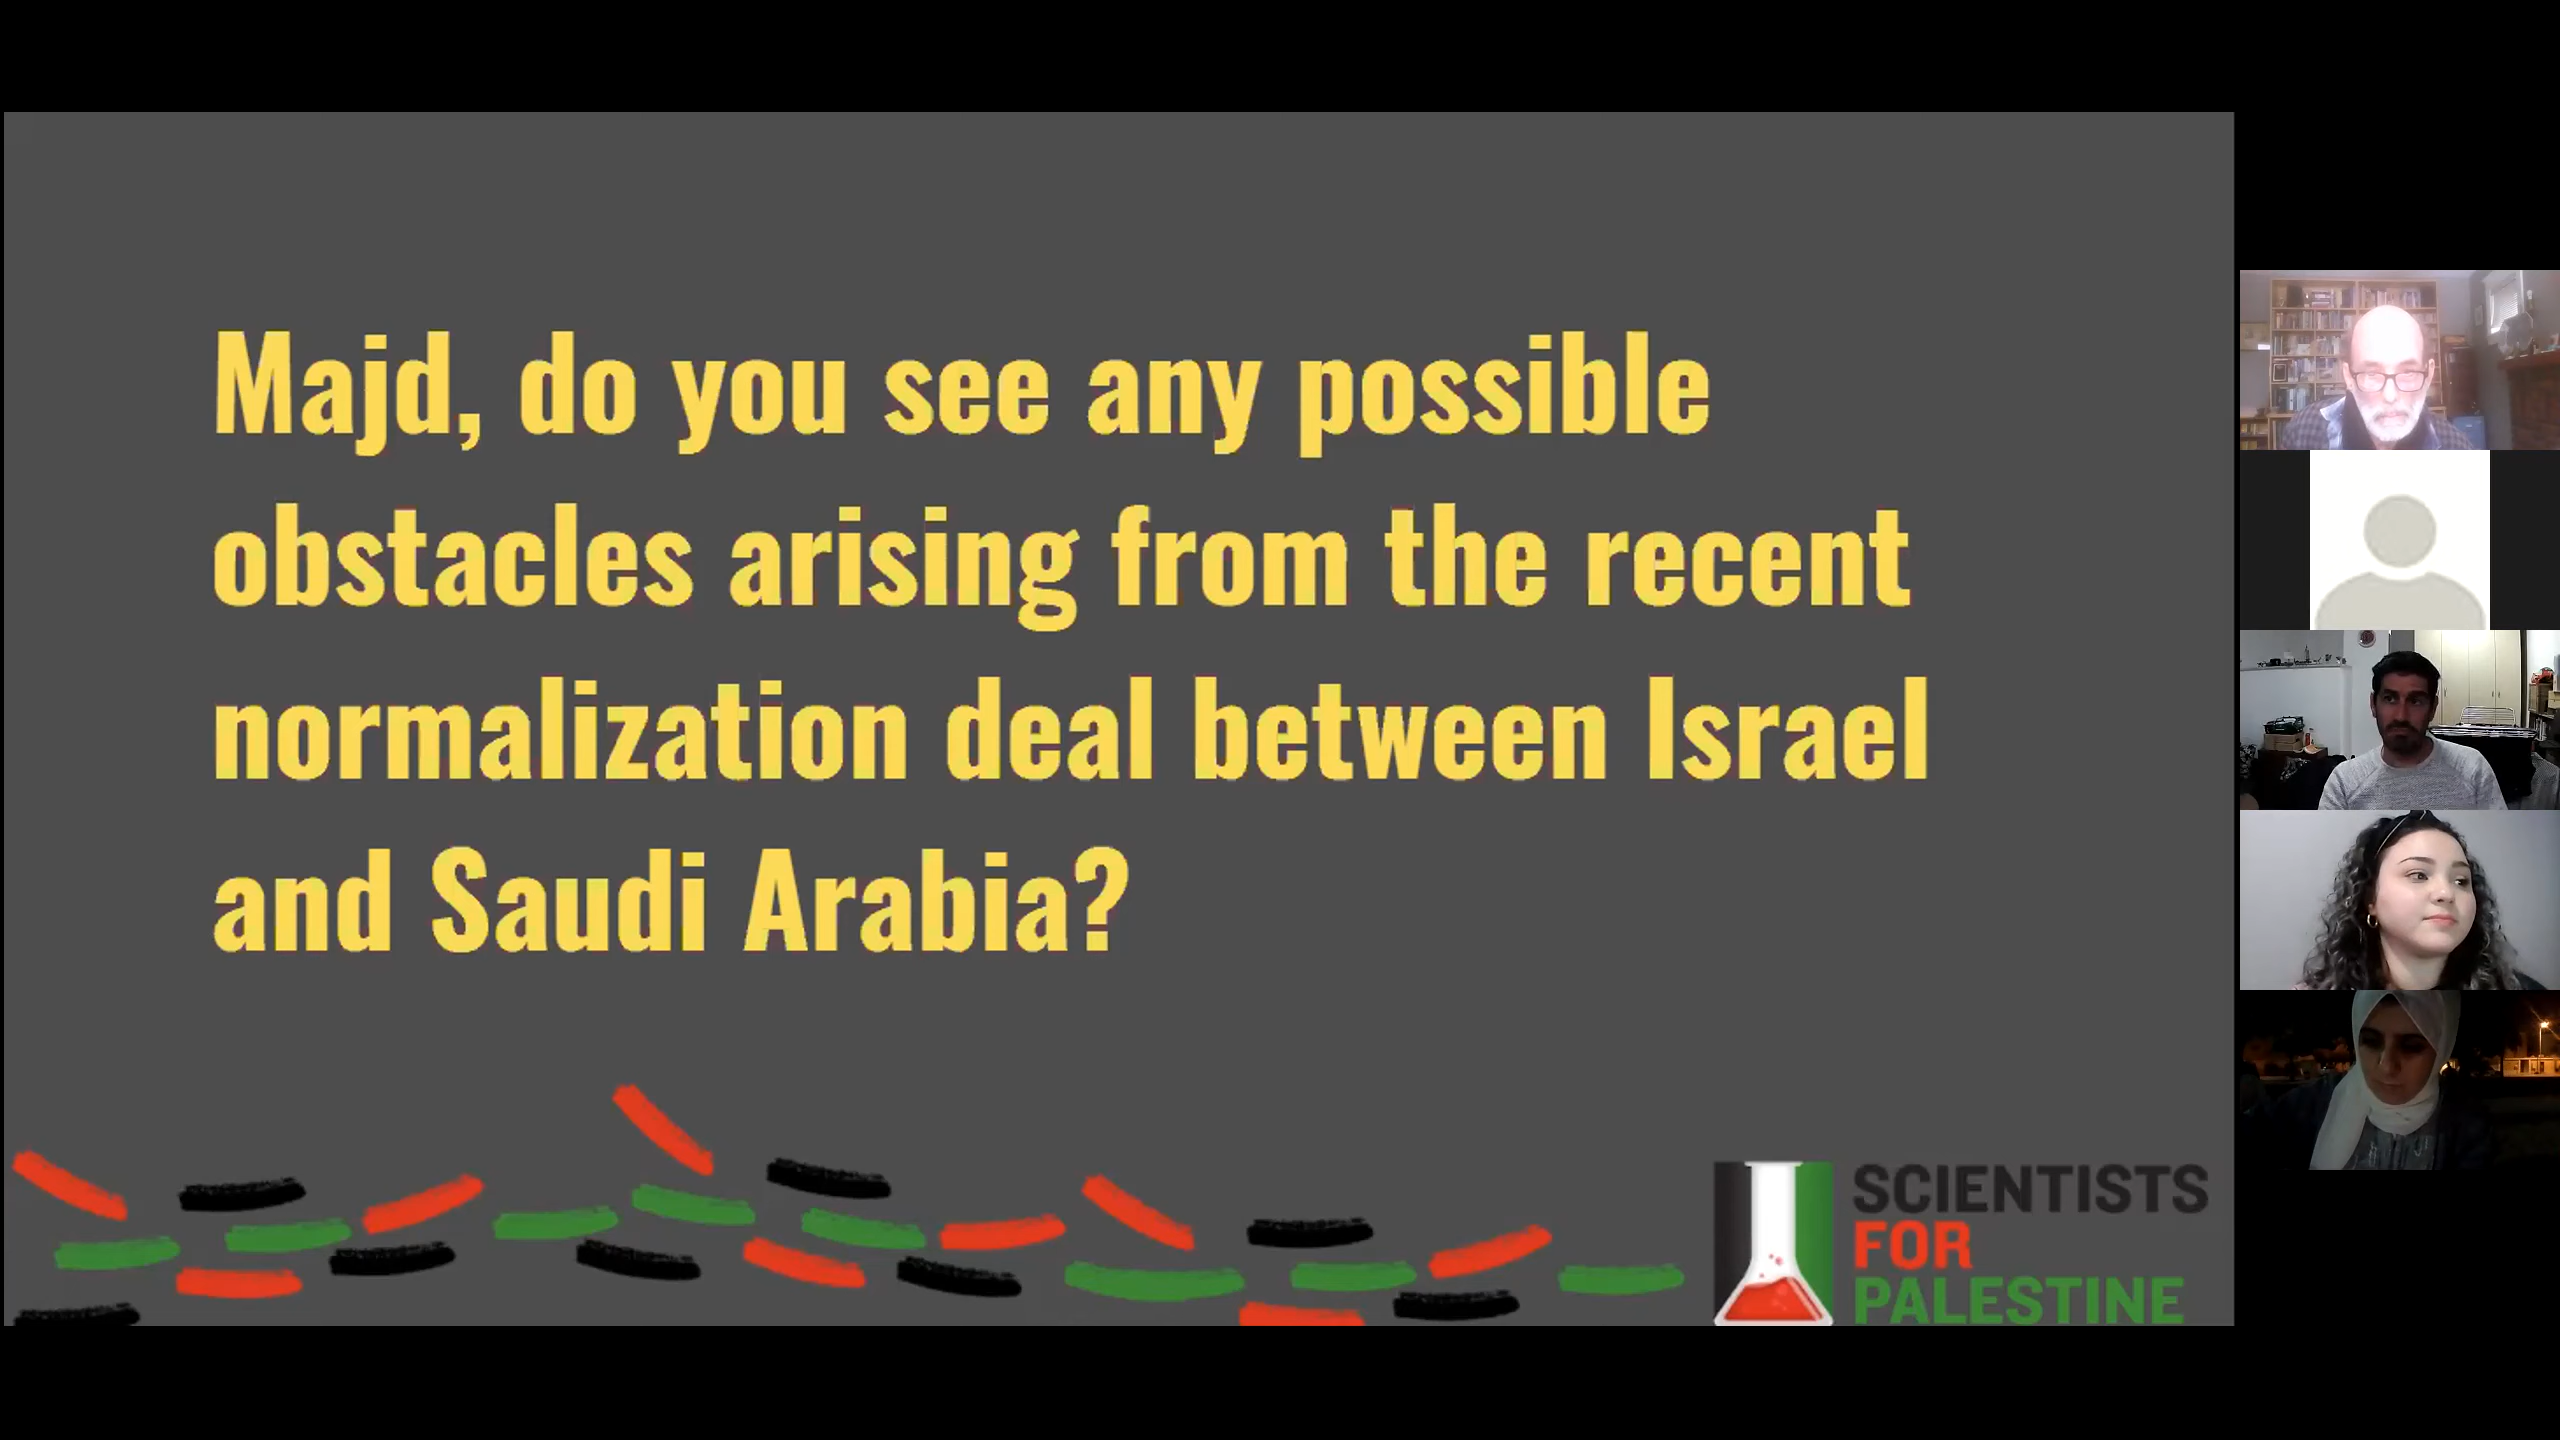 Majd, do you see any possible
obstacles arising from the recent
normalization deal between Israel
and Saudi Arabia?
SCIENTISTS
FOR
PALESTINE